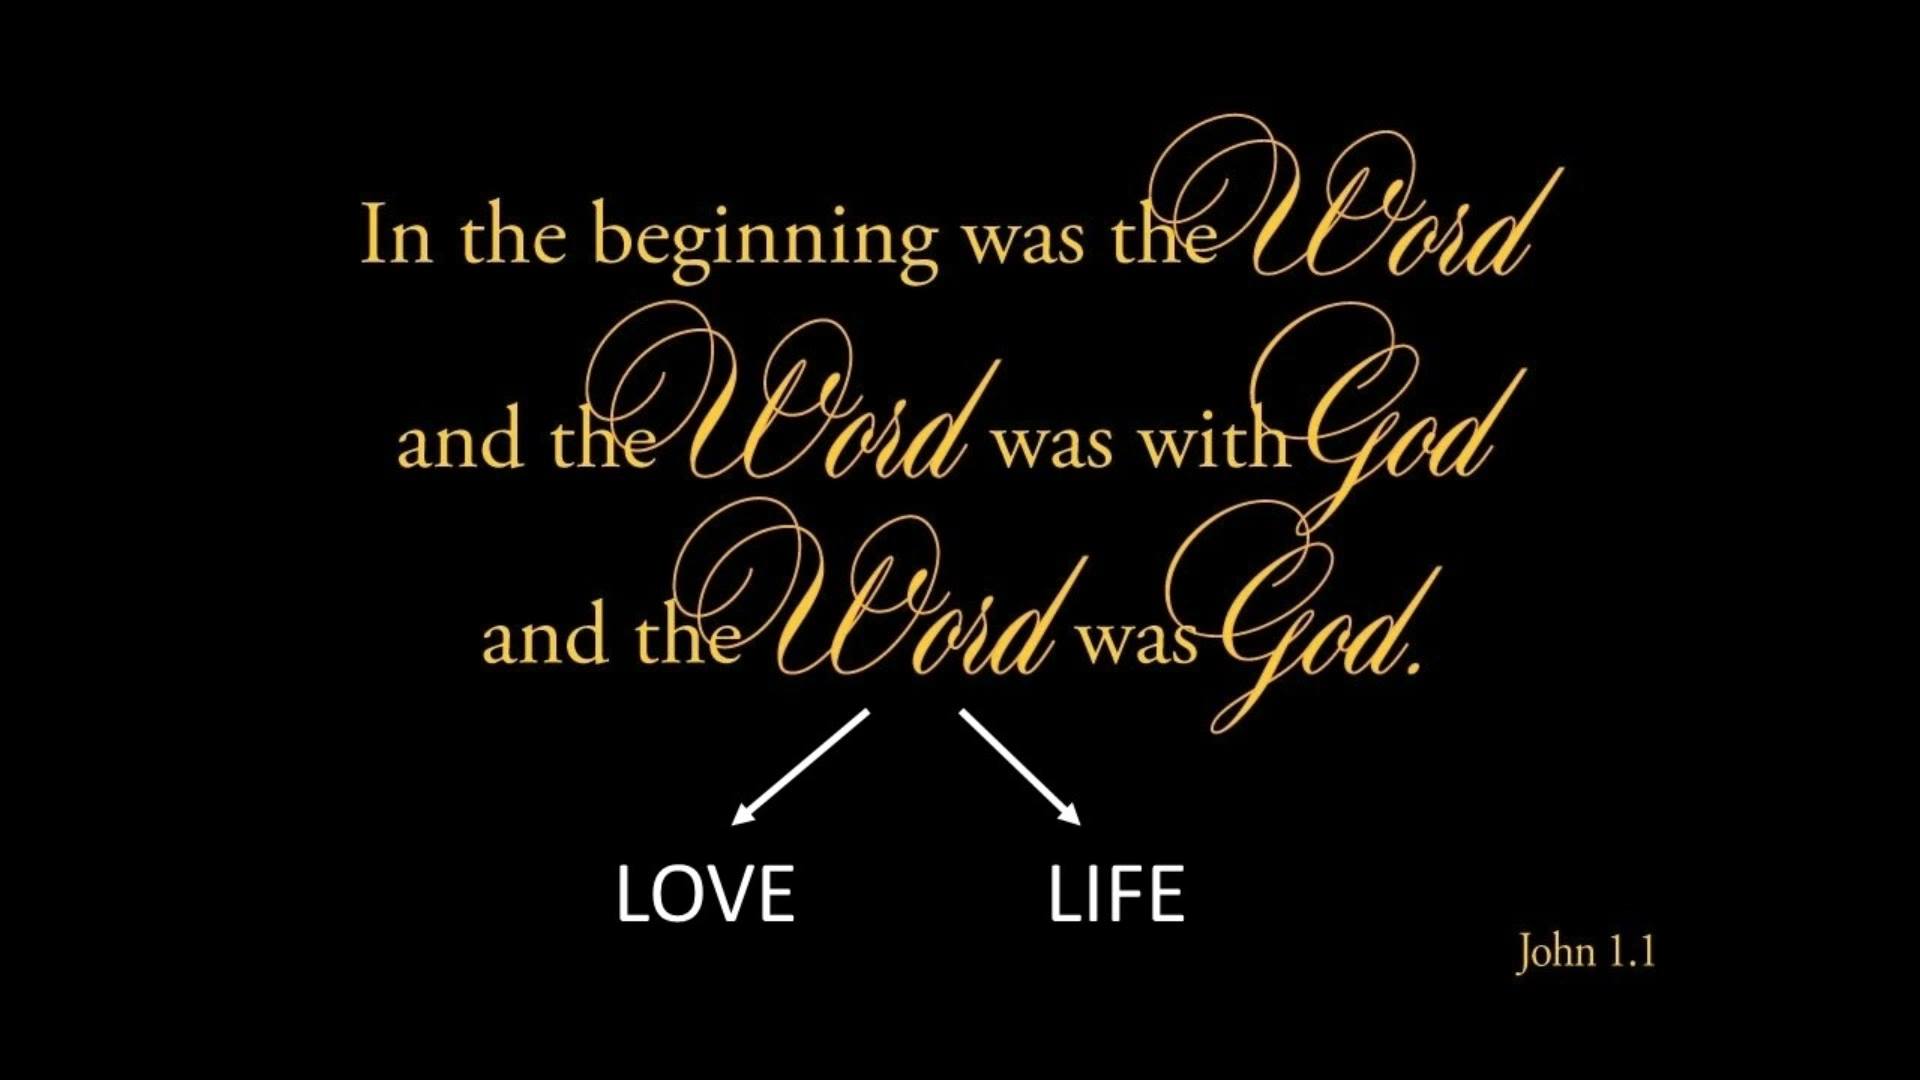 In the beginning was the Word
and the Word was with God
and the Word was God.
LOVE LIFE
John 1.1